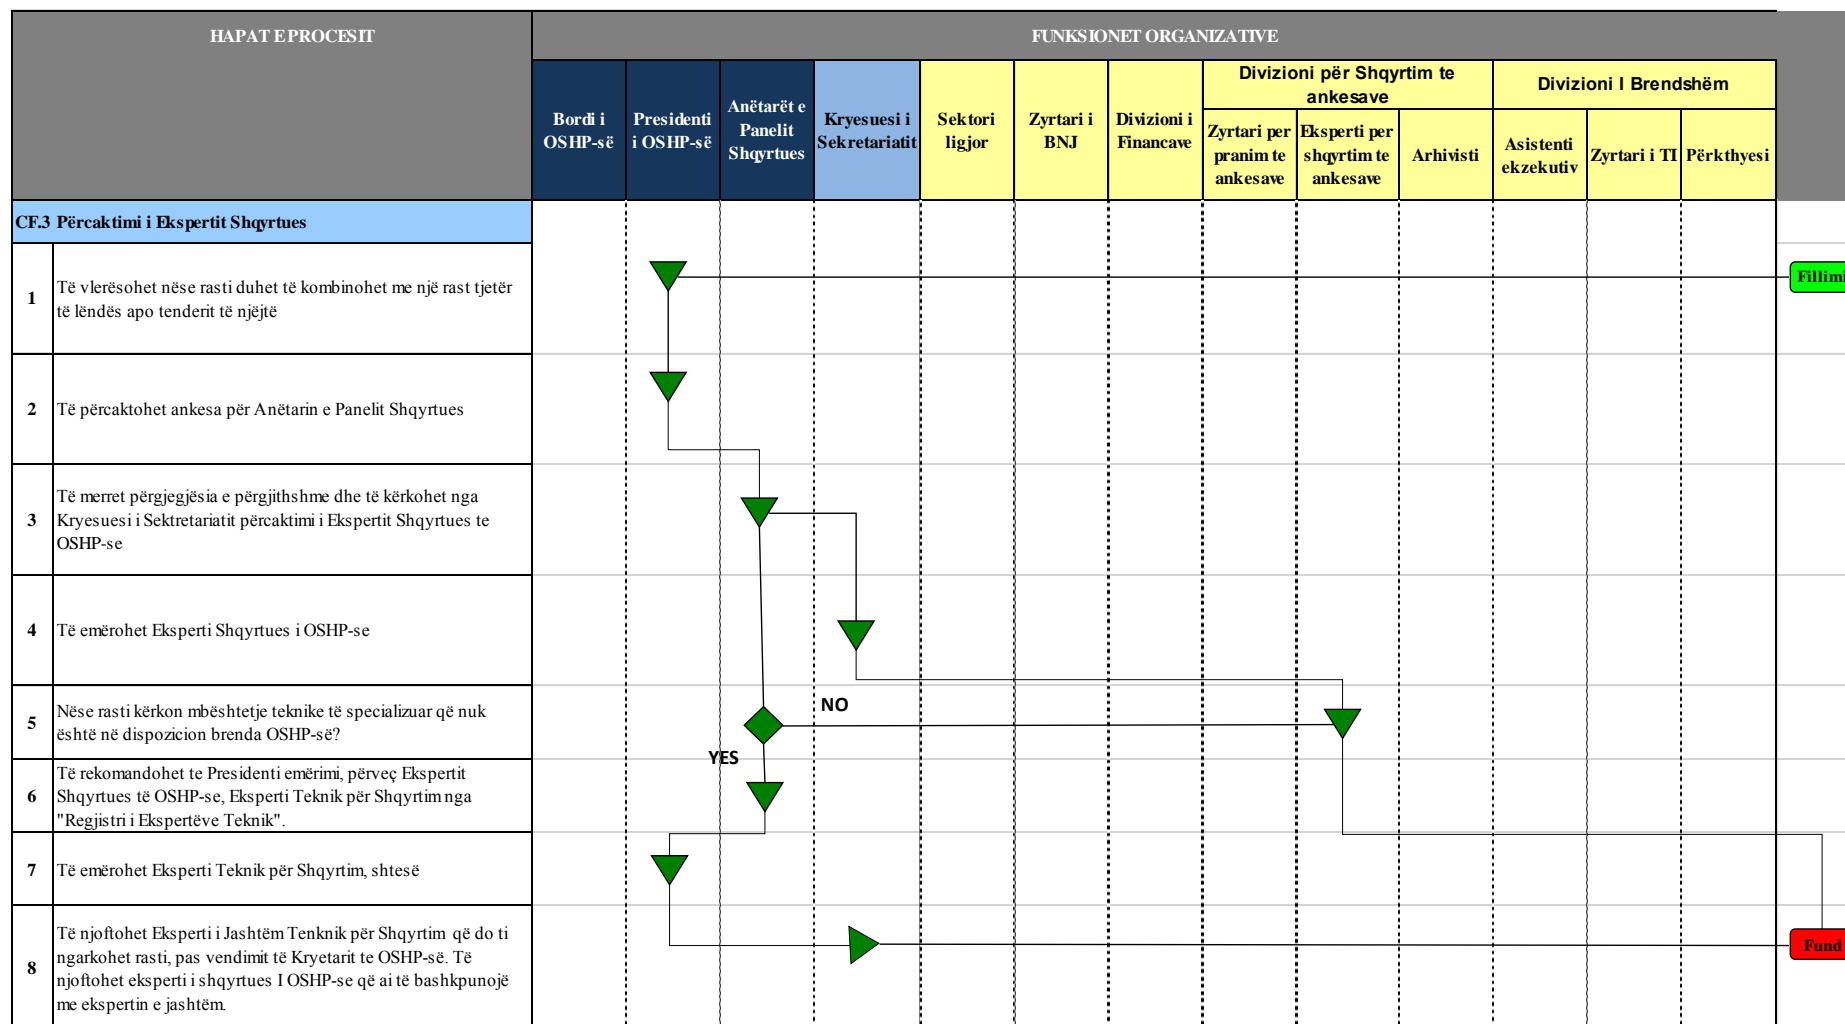 HAPAT E PROCESIT
FUNKSIONET ORGANIZATIVE
Bordi i
OSHP-së
Presidenti
i OSHP-së
Anëtarët e
Panelit
Shqyrtues
Kryesuesi i
Sekretariatit
Sektori
ligjor
Zyrtari i
BNJ
Divizioni i
Financave
Divizioni për Shqyrtim te
ankesave
Zyrtari per
pranim te
ankesave
Eksperti per
shqyrtim te
ankesave
Arhivisti
Divizioni I Brendshëm
Asistenti
ekzekutiv
Zyrtari i TI
Përkthyesi
CF.3 Përcaktimi i Ekspertit Shqyrtues
1
Të vlerësohet nëse rasti duhet të kombinohet me një rast tjetër
të lëndës apo tenderit të njëjtë
Fillimi
2
Të përcaktohet ankesa për Anëtarin e Panelit Shqyrtues
3
Të merret përgjegjësia e përgjithshme dhe të kërkohet nga
Kryesuesi i Sektretariatit përcaktimi i Ekspertit Shqyrtues te
OSHP-se
4
Të emërohet Eksperti Shqyrtues i OSHP-se
5
Nëse rasti kërkon mbështetje teknike të specializuar që nuk
është në dispozicion brenda OSHP-së?
NO
YES
6
Të rekomandohet te Presidenti emërimi, përveç Ekspertit
Shqyrtues të OSHP-se, Eksperti Teknik për Shqyrtim nga
"Regjistri i Ekspertëve Teknik".
7
Të emërohet Eksperti Teknik për Shqyrtim, shtesë
8
Të njoftohet Eksperti i Jashtëm Tenknik për Shqyrtim që do ti
ngarkohet rasti, pas vendimit të Kryetarit te OSHP-së. Të
njoftohet eksperti i shqyrtues I OSHP-se që ai të bashkpunojë
me ekspertin e jashtëm.
Fund